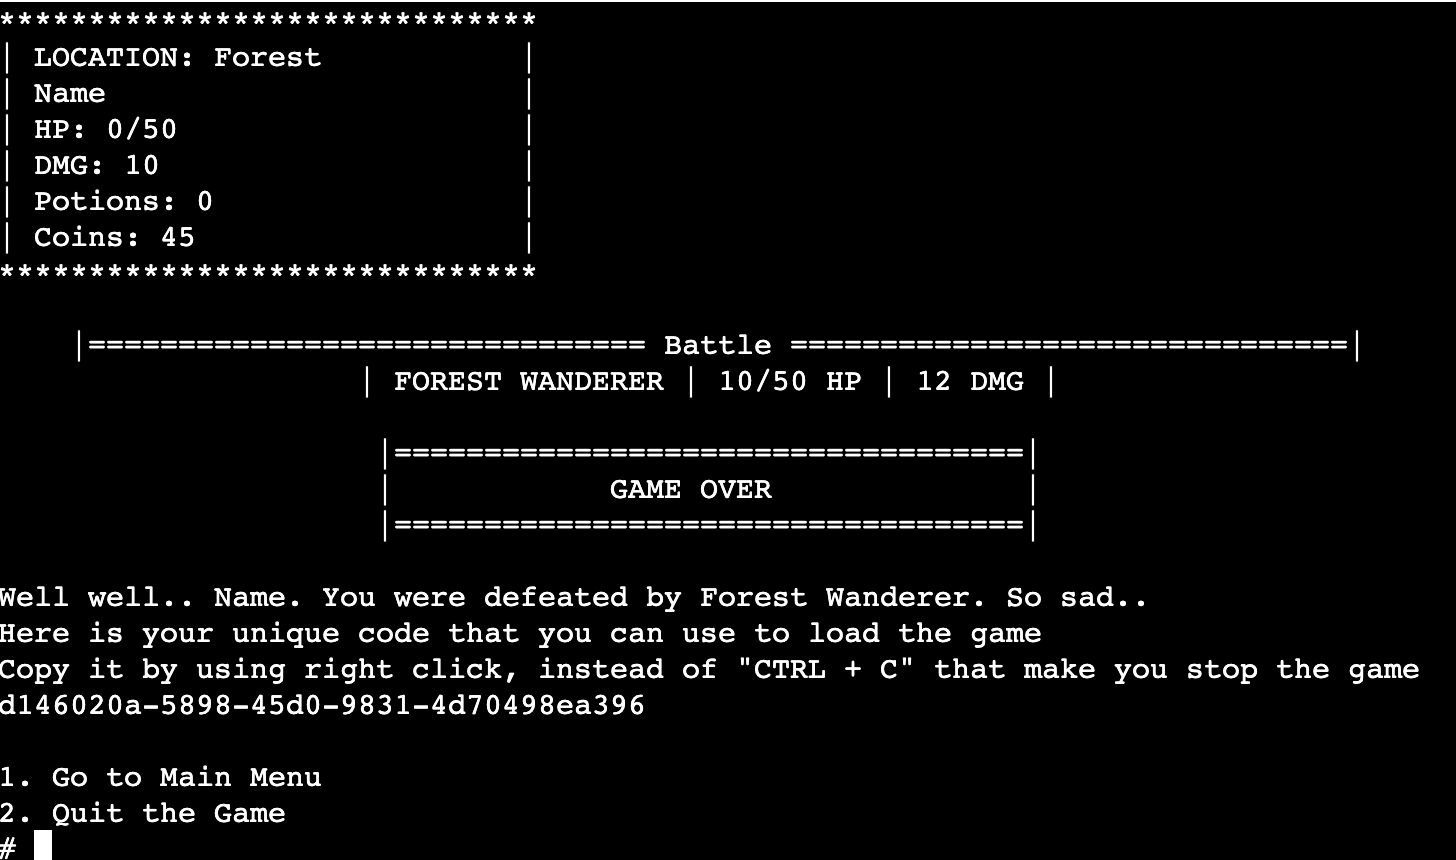 ******************************
| LOCATION: Forest |
| Name |
| HP: 0/50 |
| DMG: 10 |
| Potions: 0 |
| Coins: 45 |
******************************
|=============================== Battle ===============================|
| FOREST WANDERER | 10/50 HP | 12 DMG |
|===================================|
| GAME OVER |
|===================================|
Well well.. Name. You were defeated by Forest Wanderer. So sad..
Here is your unique code that you can use to load the game
Copy it by using right click, instead of "CTRL + C" that make you stop the game
d146020a-5898-45d0-9831-4d70498ea396
1. Go to Main Menu
2. Quit the Game
#